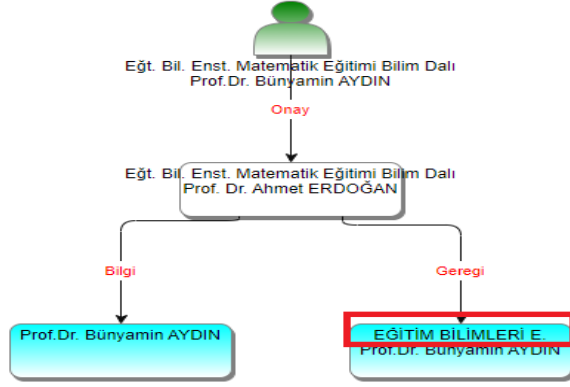 Eğt. Bil. Enst. Matematik Eğitimi Bilim Dalı
Prof.Dr. Bünyamin AYDIN
Onay
Eğt. Bil. Enst. Matematik Eğitimi Bilim Dalı
Prof. Dr. Ahmet ERDOĞAN
Bilgi
Geregi
Prof.Dr. Bünyamin AYDIN
EĞİTİM BİLİMLERİ E.
Prof.Dr. Bünyamin AYDIN